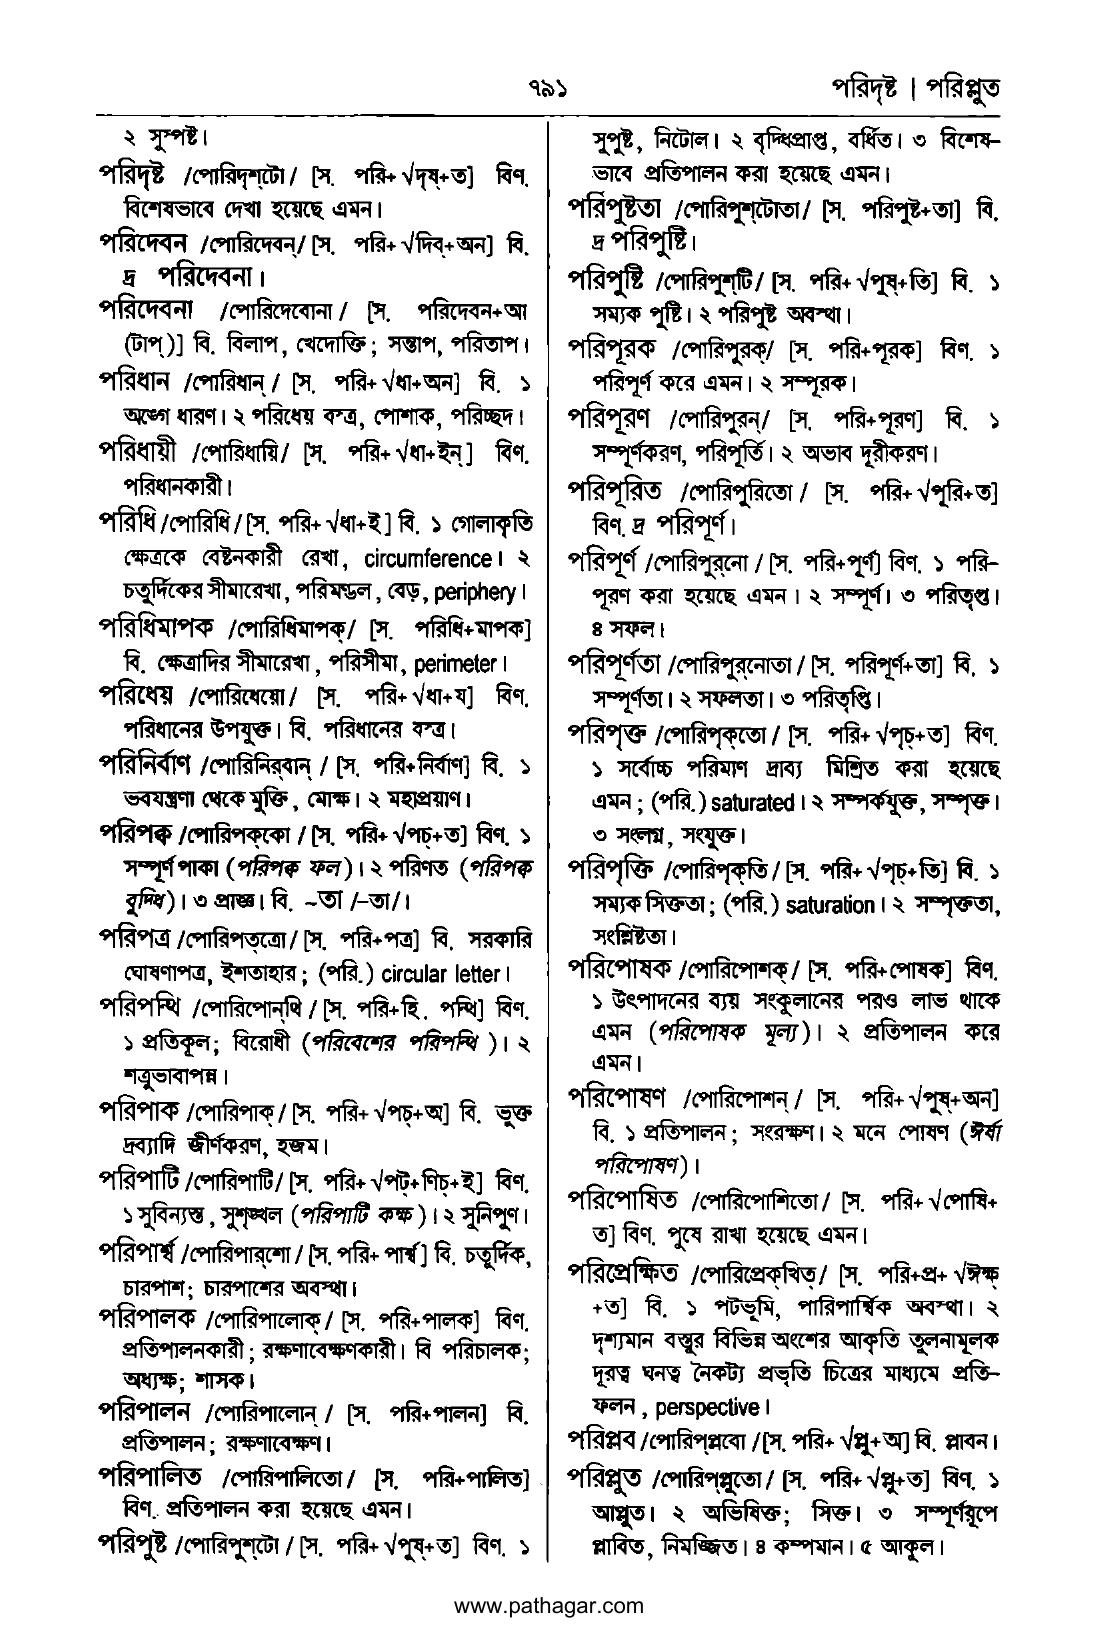 ৭৯১
পরিদৃষ্ট | পরিপ্লুত
২ সুস্পষ্ট।
পরিদৃষ্ট /পোরিদৃশ্‌টো/ [স. পরি+√দৃষ্‌+ত] বিণ.
বিশেষভাবে দেখা হয়েছে এমন।
পরিদেবন /পোরিদেবন্‌/ [স. পরি+√দিব্‌+অন] বি.
দ্র পরিদেবনা।
পরিদেবনা /পোরিদেবোনা/ [স. পরিদেবন+আ
(টাপ্‌)] বি. বিলাপ, খেদোক্তি; সন্তাপ, পরিতাপ।
পরিধান /পোরিধান্‌/ [স. পরি+√ধা+অন] বি. ১
অঙ্গে ধারণ। ২ পরিধেয় বস্ত্র, পোশাক, পরিচ্ছদ।
পরিধায়ী /পোরিধায়ি/ [স. পরি+√ধা+ইন্‌] বিণ.
পরিধানকারী।
পরিধি /পোরিধি/ [স. পরি+√ধা+ই] বি. ১ গোলাকৃতি
ক্ষেত্রকে বেষ্টনকারী রেখা, circumference। ২
চতুর্দিকের সীমারেখা, পরিমন্ডল, বেড়, periphery।
পরিধিমাপক /পোরিধিমাপক্‌/ [স. পরিধি+মাপক]
বি. ক্ষেত্রাদির সীমারেখা, পরিসীমা, perimeter।
পরিধেয় /পোরিধেয়ো/ [স. পরি+√ধা+য] বিণ.
পরিধানের উপযুক্ত। বি. পরিধানের বস্ত্র।
পরিনির্বাণ /পোরিনির্‌বান্‌/ [স. পরি+নির্বাণ] বি. ১
ভবযন্ত্রণা থেকে মুক্তি, মোক্ষ। ২ মহাপ্রয়াণ।
পরিপক্ব /পোরিপক্‌কো/ [স. পরি+√পচ্‌+ত] বিণ. ১
সম্পূর্ণ পাকা (পরিপক্ব ফল)। ২ পরিণত (পরিপক্ব
বুদ্ধি)। ৩ প্রাজ্ঞ। বি. ~তা /–তা/।
পরিপত্র /পোরিপত্‌ত্রো/ [স. পরি+পত্র] বি. সরকারি
ঘোষণাপত্র, ইশতাহার; (পরি.) circular letter।
পরিপন্থি /পোরিপোন্‌থি/ [স. পরি+হি. পন্থি] বিণ.
১ প্রতিকূল; বিরোধী (পরিবেশের পরিপন্থি)। ২
শত্রুভাবাপন্ন।
পরিপাক /পোরিপাক্‌/ [স. পরি+√পচ্‌+অ] বি. ভুক্ত
দ্রব্যাদি জীর্ণকরণ, হজম।
পরিপাটি /পোরিপাটি/ [স. পরি+√পট্‌+ণিচ্‌+ই] বিণ.
১ সুবিন্যস্ত, সুশৃঙ্খল (পরিপাটি কক্ষ)। ২ সুনিপুণ।
পরিপার্শ্ব /পোরিপার্‌শো/ [স. পরি+পার্শ্ব] বি. চতুর্দিক,
চারপাশ; চারপাশের অবস্থা।
পরিপালক /পোরিপালোক্‌/ [স. পরি+পালক] বিণ.
প্রতিপালনকারী; রক্ষণাবেক্ষণকারী। বি পরিচালক;
অধ্যক্ষ; শাসক।
পরিপালন /পোরিপালোন্‌/ [স. পরি+পালন] বি.
প্রতিপালন; রক্ষণাবেক্ষণ।
পরিপালিত /পোরিপালিতো/ [স. পরি+পালিত]
বিণ. প্রতিপালন করা হয়েছে এমন।
পরিপুষ্ট /পোরিপুশ্‌টো/ [স. পরি+√পুষ্‌+ত] বিণ. ১
সুপুষ্ট, নিটোল। ২ বৃদ্ধিপ্রাপ্ত, বর্ধিত। ৩ বিশেষ–
ভাবে প্রতিপালন করা হয়েছে এমন।
পরিপুষ্টতা /পোরিপুশ্‌টোতা/ [স. পরিপুষ্ট+তা] বি.
দ্র পরিপুষ্টি।
পরিপুষ্টি /পোরিপুশ্‌টি/ [স. পরি+√পুষ্‌+তি] বি. ১
সম্যক পুষ্টি। ২ পরিপুষ্ট অবস্থা।
পরিপূরক /পোরিপুরক্‌/ [স. পরি+পূরক] বিণ. ১
পরিপূর্ণ করে এমন। ২ সম্পূরক।
পরিপূরণ /পোরিপুরন্‌/ [স. পরি+পূরণ] বি. ১
সম্পূর্ণকরণ, পরিপূর্তি। ২ অভাব দূরীকরণ।
পরিপূরিত /পোরিপুরিতো/ [স. পরি+√পূরি+ত]
বিণ. দ্র পরিপূর্ণ।
পরিপূর্ণ /পোরিপুর্‌নো/ [স. পরি+পূর্ণ] বিণ. ১ পরি–
পূরণ করা হয়েছে এমন। ২ সম্পূর্ণ। ৩ পরিতৃপ্ত।
৪ সফল।
পরিপূর্ণতা /পোরিপুর্‌নোতা/ [স. পরিপূর্ণ+তা] বি. ১
সম্পূর্ণতা। ২ সফলতা। ৩ পরিতৃপ্তি।
পরিপৃক্ত /পোরিপৃক্‌তো/ [স. পরি+√পৃচ্‌+ত] বিণ.
১ সর্বোচ্চ পরিমাণ দ্রাব্য মিশ্রিত করা হয়েছে
এমন; (পরি.) saturated। ২ সম্পর্কযুক্ত, সম্পৃক্ত।
৩ সংলগ্ন, সংযুক্ত।
পরিপৃক্তি /পোরিপৃক্‌তি/ [স. পরি+√পৃচ্‌+তি] বি. ১
সম্যক সিক্ততা; (পরি.) saturation। ২ সম্পৃক্ততা,
সংশ্লিষ্টতা।
পরিপোষক /পোরিপোশক্‌/ [স. পরি+পোষক] বিণ.
১ উৎপাদনের ব্যয় সংকুলানের পরও লাভ থাকে
এমন (পরিপোষক মূল্য)। ২ প্রতিপালন করে
এমন।
পরিপোষণ /পোরিপোশন্‌/ [স. পরি+√পুষ্‌+অন]
বি. ১ প্রতিপালন; সংরক্ষণ। ২ মনে পোষণ (ঈর্ষা
পরিপোষণ)।
পরিপোষিত /পোরিপোশিতো/ [স. পরি+√পোষি+
ত] বিণ. পুষে রাখা হয়েছে এমন।
পরিপ্রেক্ষিত /পোরিপ্রেক্‌খিত্‌/ [স. পরি+প্র+√ঈক্ষ্‌
+ত] বি. ১ পটভূমি, পারিপার্শ্বিক অবস্থা। ২
দৃশ্যমান বস্তুর বিভিন্ন অংশের আকৃতি তুলনামূলক
দূরত্ব ঘনত্ব নৈকট্য প্রভৃতি চিত্রের মাধ্যমে প্রতি–
ফলন, perspective।
পরিপ্লব /পোরিপ্‌প্লবো/ [স. পরি+√প্লু+অ] বি. প্লাবন।
পরিপ্লুত /পোরিপ্‌প্লুতো/ [স. পরি+√প্লু+ত] বিণ. ১
আপ্লুত। ২ অভিষিক্ত; সিক্ত। ৩ সম্পূর্ণরূপে
প্লাবিত, নিমজ্জিত। ৪ কম্পমান। ৫ আকুল।
www.pathagar.com